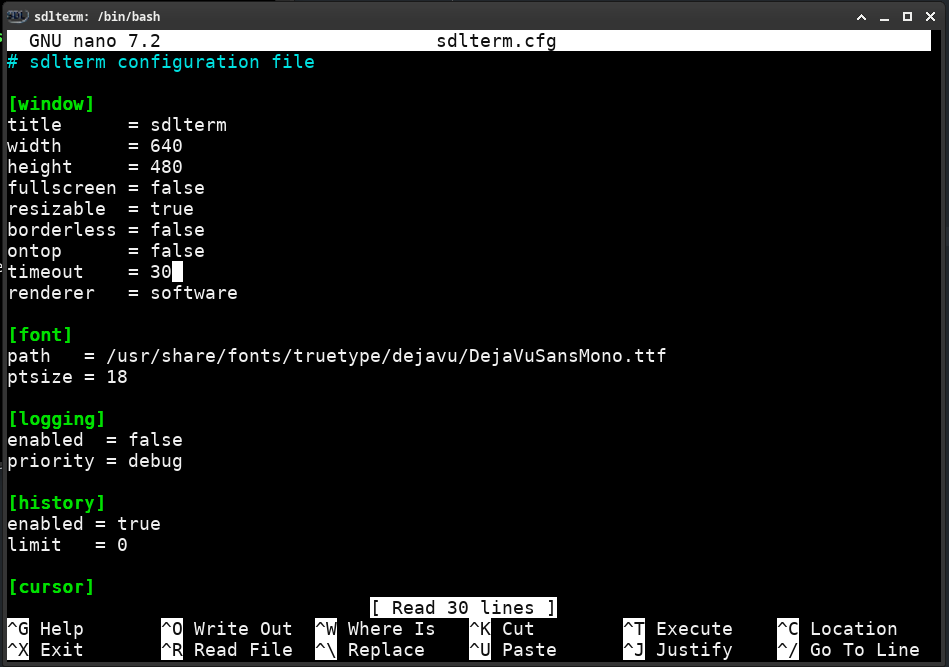 sdlterm: /bin/bash
GNU nano 7.2 sdlterm.cfg
# sdlterm configuration file
[window]
title = sdlterm
width = 640
height = 480
fullscreen = false
resizable = true
borderless = false
ontop = false
timeout = 30
renderer = software
[font]
path = /usr/share/fonts/truetype/dejavu/DejaVuSansMono.ttf
ptsize = 18
[logging]
enabled = false
priority = debug
[history]
enabled = true
limit = 0
[cursor]
[ Read 30 lines ]
^G Help ^O Write Out ^W Where Is ^K Cut ^T Execute ^C Location
^X Exit ^R Read File ^\ Replace ^U Paste ^J Justify ^/ Go To Line